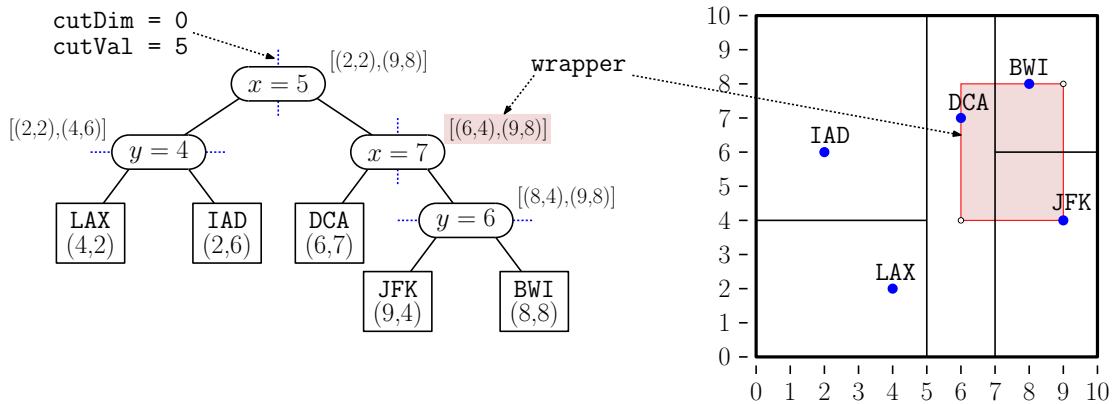 cutDim = 0
cutVal = 5
[(2,2),(9,8)]
x = 5
wrapper
[(2,2),(4,6)]
y = 4
x = 7
[(6,4),(9,8)]
[(8,4),(9,8)]
LAX
(4,2)
IAD
(2,6)
DCA
(6,7)
y = 6
JFK
(9,4)
BWI
(8,8)
10
9
8
7
6
5
4
3
2
1
0
BWI
DCA
IAD
JFK
LAX
0 1 2 3 4 5 6 7 8 9 10